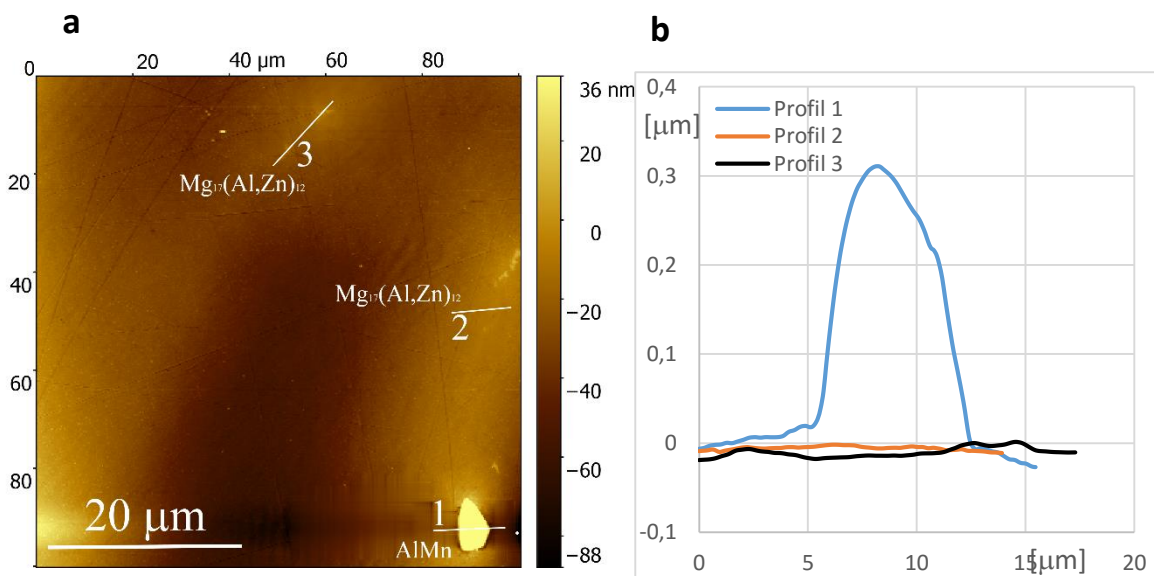 a
0
20
40 µm
60
80
20
40
60
80
3
Mg₁₇(Al,Zn)₁₂
Mg₁₇(Al,Zn)₁₂
2
1
AlMn
20 µm
36 nm
20
0
−20
−40
−60
−88
b
0,4
[µm]
0,3
0,2
0,1
0
-0,1
Profil 1
Profil 2
Profil 3
0
5
10
15
[µm]
20